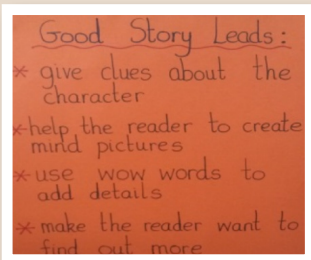 Good Story Leads:
* give clues about the
character
* help the reader to create
mind pictures
* use wow words to
add details
* make the reader want to
find out more